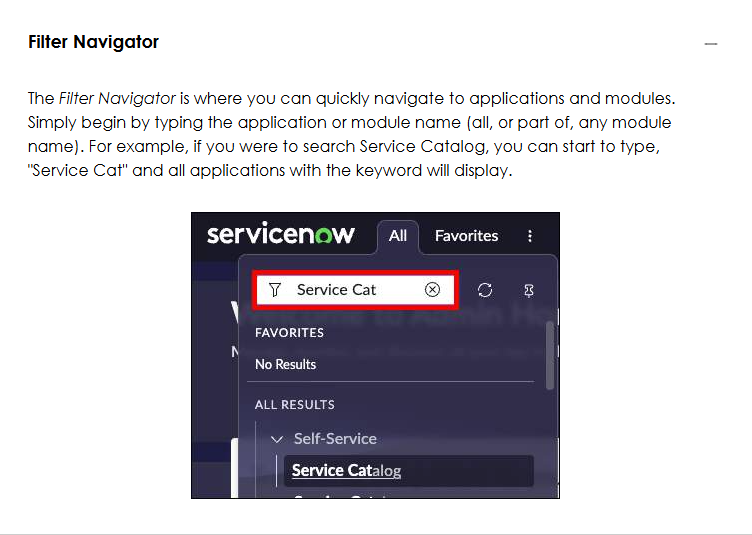 Filter Navigator
The Filter Navigator is where you can quickly navigate to applications and modules.
Simply begin by typing the application or module name (all, or part of, any module
name). For example, if you were to search Service Catalog, you can start to type,
"Service Cat" and all applications with the keyword will display.
servicenow All Favorites
Service Cat
FAVORITES
No Results
ALL RESULTS
Self-Service
Service Catalog